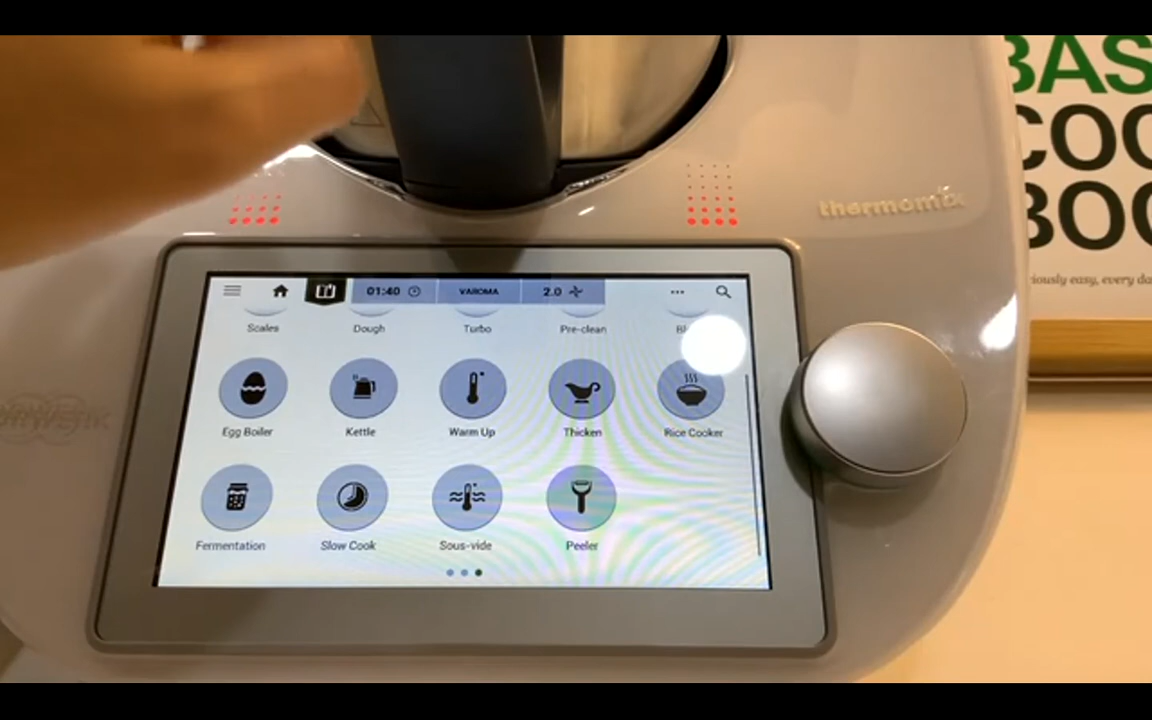 BAS
COO
BOO
iously easy, every da
thermomix
01:40 VAROMA 2.0 ...
Scales Dough Turbo Pre-clean Bl
Egg Boiler Kettle Warm Up Thicken Rice Cooker
Fermentation Slow Cook Sous-vide Peeler